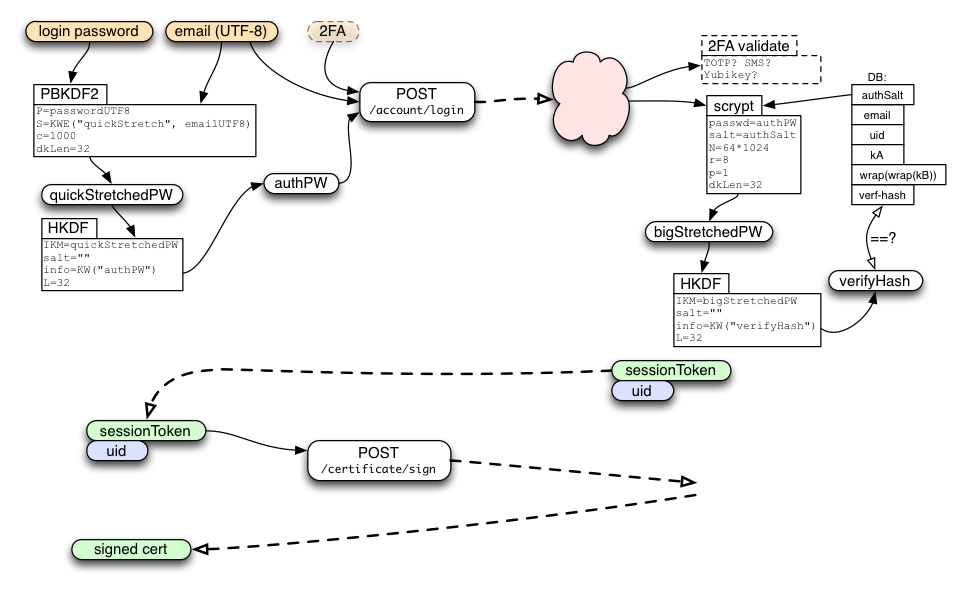 login password
email (UTF-8)
2FA
PBKDF2
P=passwordUTF8
S=KWE("quickStretch", emailUTF8)
c=1000
dkLen=32
quickStretchedPW
HKDF
IKM=quickStretchedPW
salt=""
info=KW("authPW")
L=32
authPW
POST
/account/login
2FA validate
TOTP? SMS?
Yubikey?
scrypt
passwd=authPW
salt=authSalt
N=64*1024
r=8
p=1
dkLen=32
bigStretchedPW
HKDF
IKM=bigStretchedPW
salt=""
info=KW("verifyHash")
L=32
DB:
authSalt
email
uid
kA
wrap(wrap(kB))
verf-hash
==?
verifyHash
sessionToken
uid
sessionToken
uid
POST
/certificate/sign
signed cert